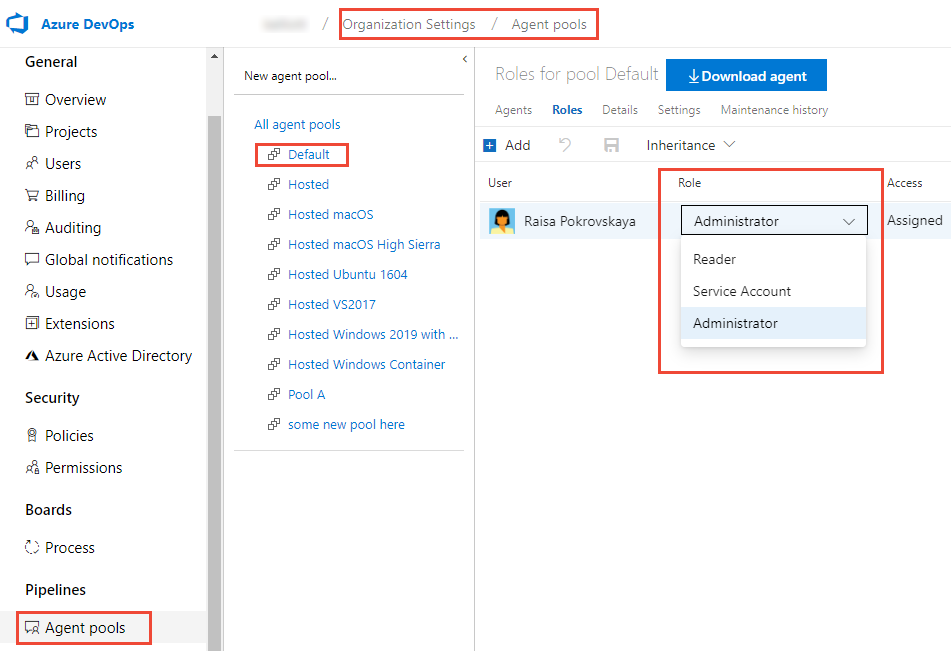 Azure DevOps
/ Organization Settings / Agent pools
General
Overview
Projects
Users
Billing
Auditing
Global notifications
Usage
Extensions
Azure Active Directory
Security
Policies
Permissions
Boards
Process
Pipelines
Agent pools
New agent pool...
All agent pools
Default
Hosted
Hosted macOS
Hosted macOS High Sierra
Hosted Ubuntu 1604
Hosted VS2017
Hosted Windows 2019 with ...
Hosted Windows Container
Pool A
some new pool here
Roles for pool Default
Download agent
Agents Roles Details Settings Maintenance history
Add Inheritance
User Role Access
Raisa Pokrovskaya Administrator Assigned
Reader
Service Account
Administrator